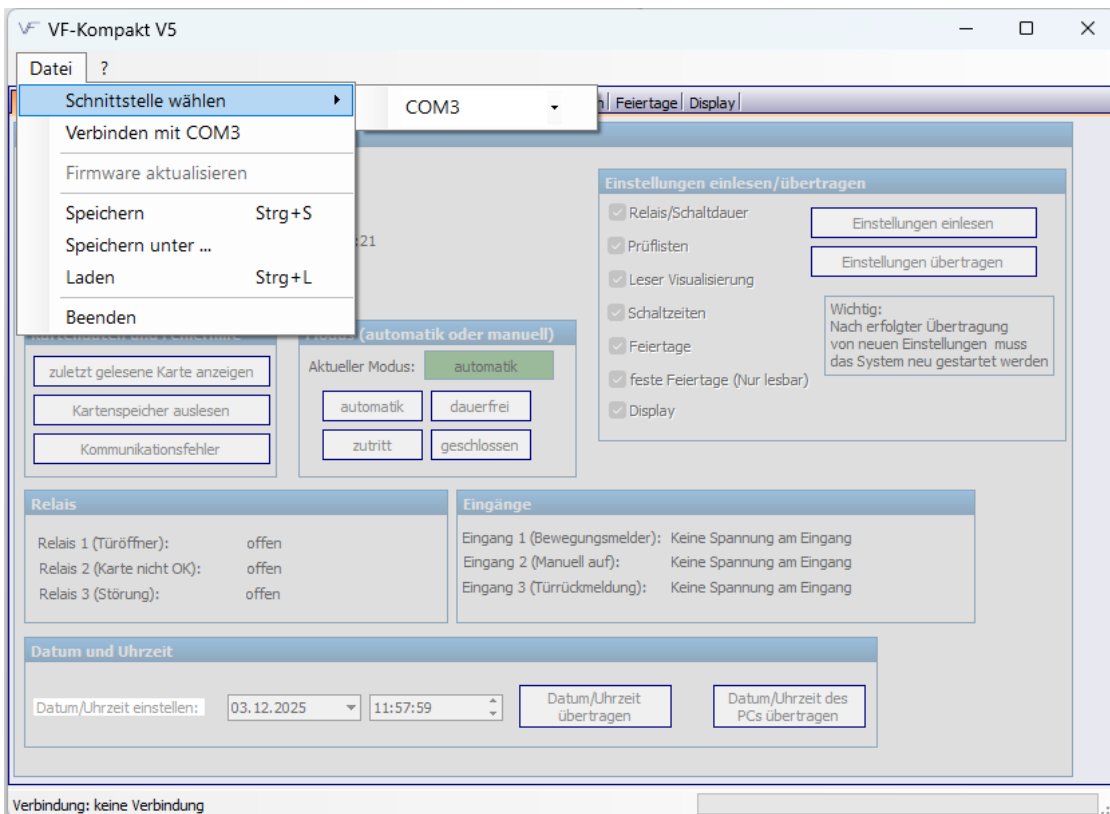 VF-Kompakt V5
Datei ?
Schnittstelle wählen
COM3
Feiertage Display
Verbinden mit COM3
Firmware aktualisieren
Speichern Strg+S
Speichern unter ...
Laden Strg+L
Beenden
:21
Einstellungen einlesen/übertragen
Relais/Schaltdauer
Prüflisten
Leser Visualisierung
Schaltzeiten
Feiertage
feste Feiertage (Nur lesbar)
Display
Einstellungen einlesen
Einstellungen übertragen
Wichtig:
Nach erfolgter Übertragung
von neuen Einstellungen muss
das System neu gestartet werden
zuletzt gelesene Karte anzeigen
Kartenspeicher auslesen
Kommunikationsfehler
(automatik oder manuell)
Aktueller Modus: automatik
automatik dauerfrei
zutritt geschlossen
Relais
Relais 1 (Türöffner): offen
Relais 2 (Karte nicht OK): offen
Relais 3 (Störung): offen
Eingänge
Eingang 1 (Bewegungsmelder): Keine Spannung am Eingang
Eingang 2 (Manuell auf): Keine Spannung am Eingang
Eingang 3 (Türrückmeldung): Keine Spannung am Eingang
Datum und Uhrzeit
Datum/Uhrzeit einstellen: 03.12.2025 11:57:59
Datum/Uhrzeit
übertragen
Datum/Uhrzeit des
PCs übertragen
Verbindung: keine Verbindung